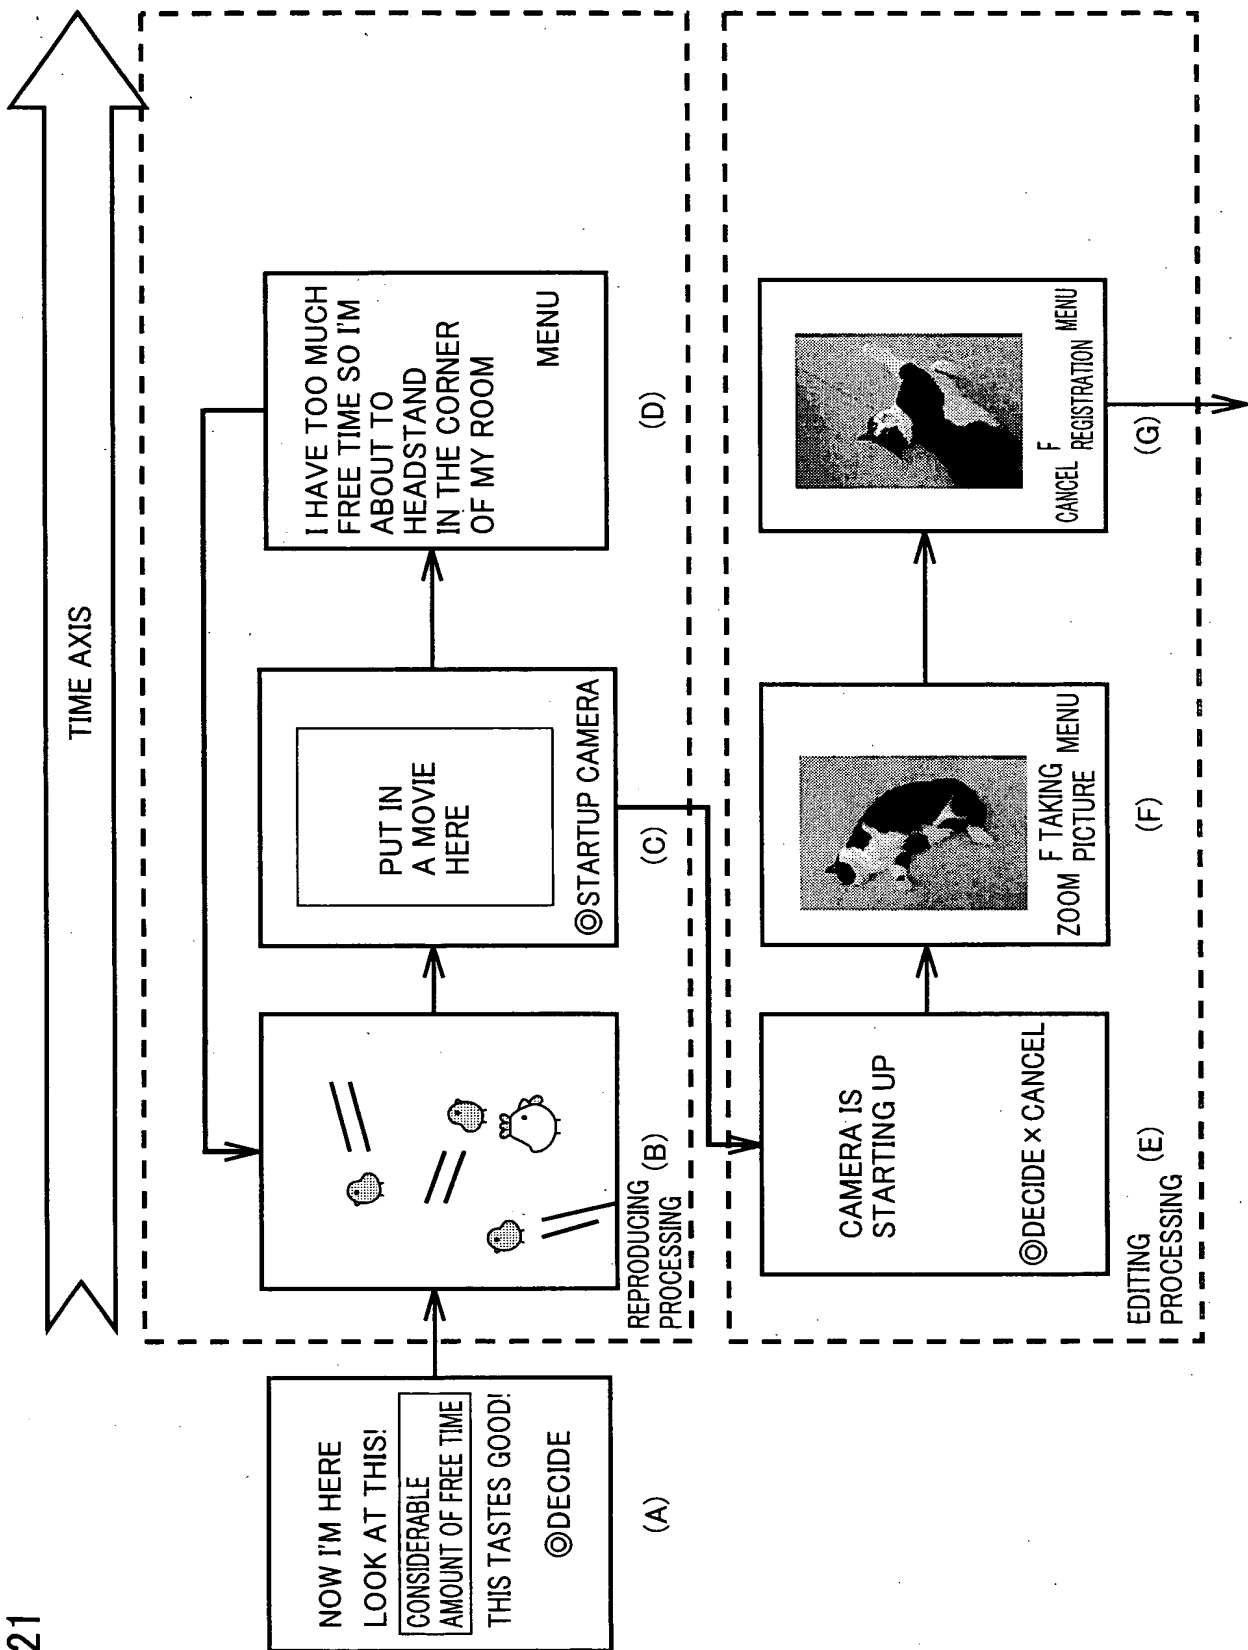 21
TIME AXIS
NOW I'M HERE
LOOK AT THIS!
CONSIDERABLE
AMOUNT OF FREE TIME
THIS TASTES GOOD!
◎DECIDE
(A)
REPRODUCING
PROCESSING
(B)
PUT IN
A MOVIE
HERE
◎STARTUP CAMERA
(C)
I HAVE TOO MUCH
FREE TIME SO I'M
ABOUT TO
HEADSTAND
IN THE CORNER
OF MY ROOM
MENU
(D)
EDITING
PROCESSING
CAMERA IS
STARTING UP
◎DECIDE × CANCEL
(E)
ZOOM F TAKING MENU
PICTURE
(F)
F
CANCEL REGISTRATION MENU
(G)